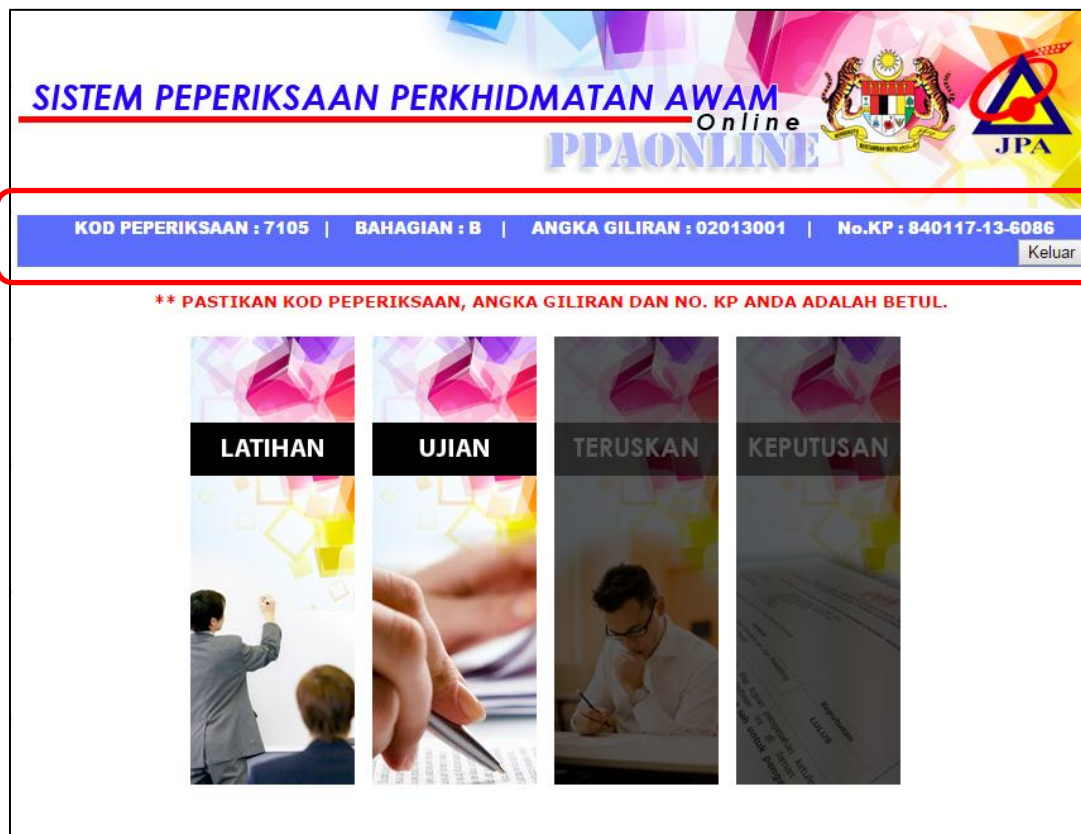 SISTEM PEPERIKSAAN PERKHIDMATAN AWAM
Online
PPAONLINE
JPA
KOD PEPERIKSAAN : 7105 | BAHAGIAN : B | ANGKA GILIRAN : 02013001 | No.KP : 840117-13-6086
Keluar
** PASTIKAN KOD PEPERIKSAAN, ANGKA GILIRAN DAN NO. KP ANDA ADALAH BETUL.
LATIHAN
UJIAN
TERUSKAN
KEPUTUSAN
LULUS